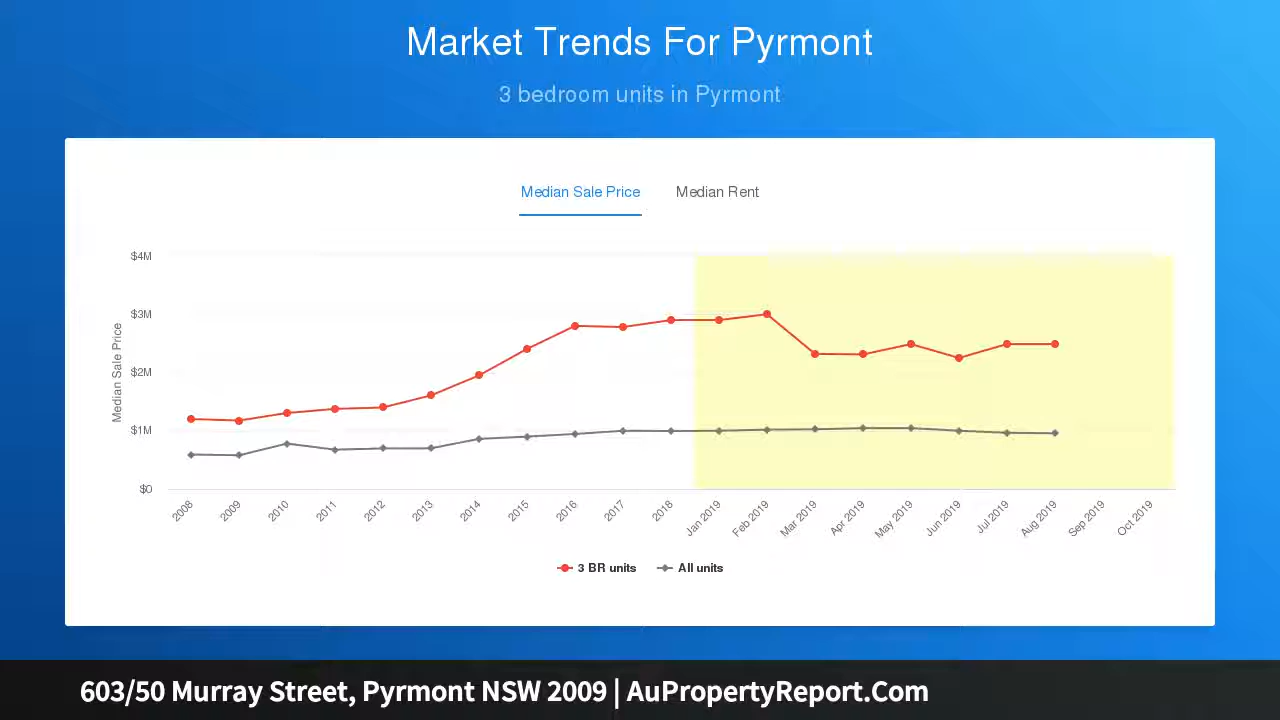 Market Trends For Pyrmont
3 bedroom units in Pyrmont
Median Sale Price Median Rent
$4M
$3M
$2M
$1M
$0
Median Sale Price
2008 2009 2010 2011 2012 2013 2014 2015 2016 2017 2018 Jan 2019 Feb 2019 Mar 2019 Apr 2019 May 2019 Jun 2019 Jul 2019 Aug 2019 Sep 2019 Oct 2019
3 BR units All units
603/50 Murray Street, Pyrmont NSW 2009 | AuPropertyReport.Com